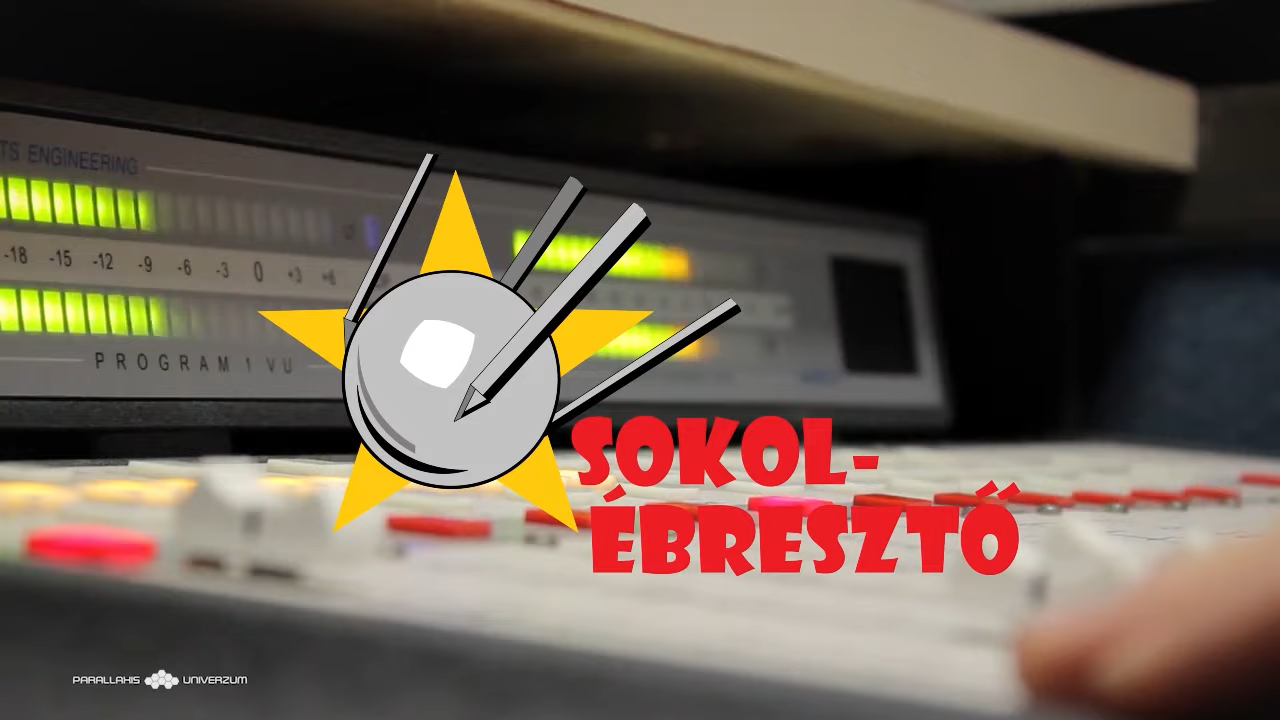 TS ENGINEERING
-18 -15 -12 -9 -6 -3 0 +3 +6
PROGRAM 1 VU
SOKOL-
ÉBRESZTŐ
PARALLAXIS UNIVERZUM